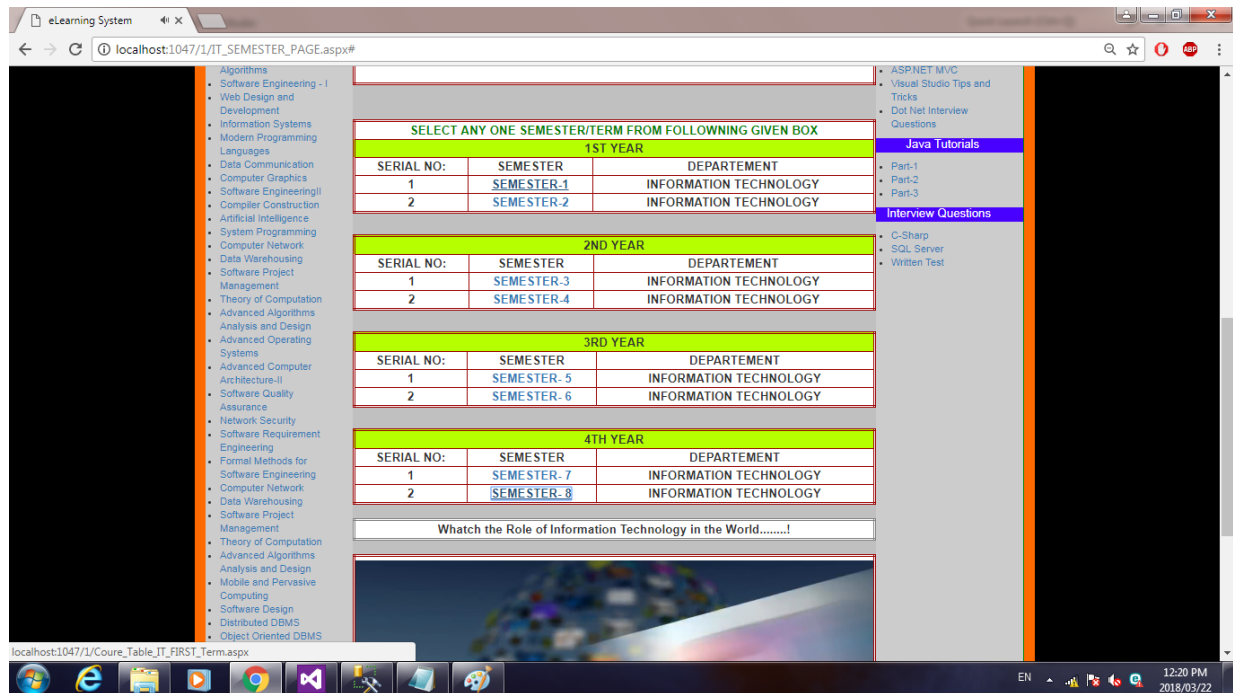 eLearning System
localhost:1047/1/IT_SEMESTER_PAGE.aspx#
ABP
Algorithms
Software Engineering - I
Web Design and
Development
Information Systems
Modern Programming
Languages
Data Communication
Computer Graphics
Software EngineeringII
Compiler Construction
Artificial Intelligence
System Programming
Computer Network
Data Warehousing
Software Project
Management
Theory of Computation
Advanced Algorithms
Analysis and Design
Advanced Operating
Systems
Advanced Computer
Architecture-II
Software Quality
Assurance
Network Security
Software Requirement
Engineering
Formal Methods for
Software Engineering
Computer Network
Data Warehousing
Software Project
Management
Theory of Computation
Advanced Algorithms
Analysis and Design
Mobile and Pervasive
Computing
Software Design
Distributed DBMS
Object Oriented DBMS
SELECT ANY ONE SEMESTER/TERM FROM FOLLOWNING GIVEN BOX
1ST YEAR
SERIAL NO: SEMESTER DEPARTEMENT
1 SEMESTER-1 INFORMATION TECHNOLOGY
2 SEMESTER-2 INFORMATION TECHNOLOGY
2ND YEAR
SERIAL NO: SEMESTER DEPARTEMENT
1 SEMESTER-3 INFORMATION TECHNOLOGY
2 SEMESTER-4 INFORMATION TECHNOLOGY
3RD YEAR
SERIAL NO: SEMESTER DEPARTEMENT
1 SEMESTER- 5 INFORMATION TECHNOLOGY
2 SEMESTER- 6 INFORMATION TECHNOLOGY
4TH YEAR
SERIAL NO: SEMESTER DEPARTEMENT
1 SEMESTER- 7 INFORMATION TECHNOLOGY
2 SEMESTER- 8 INFORMATION TECHNOLOGY
Whatch the Role of Information Technology in the World........!
ASP.NET MVC
Visual Studio Tips and
Tricks
Dot Net Interview
Questions
Java Tutorials
Part-1
Part-2
Part-3
Interview Questions
C-Sharp
SQL Server
Written Test
localhost:1047/1/Coure_Table_IT_FIRST_Term.aspx
EN
12:20 PM
2018/03/22